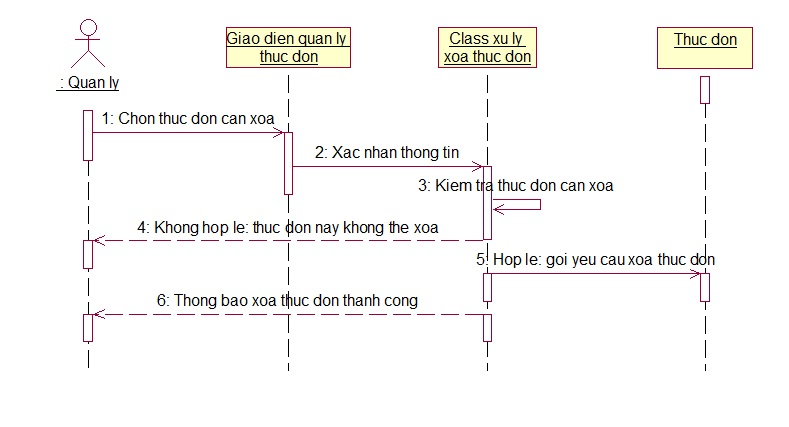 Giao dien quan ly
thuc don
Class xu ly
xoa thuc don
Thuc don
: Quan ly
1: Chon thuc don can xoa
2: Xac nhan thong tin
3: Kiem tra thuc don can xoa
4: Khong hop le: thuc don nay khong the xoa
5: Hop le: goi yeu cau xoa thuc don
6: Thong bao xoa thuc don thanh cong